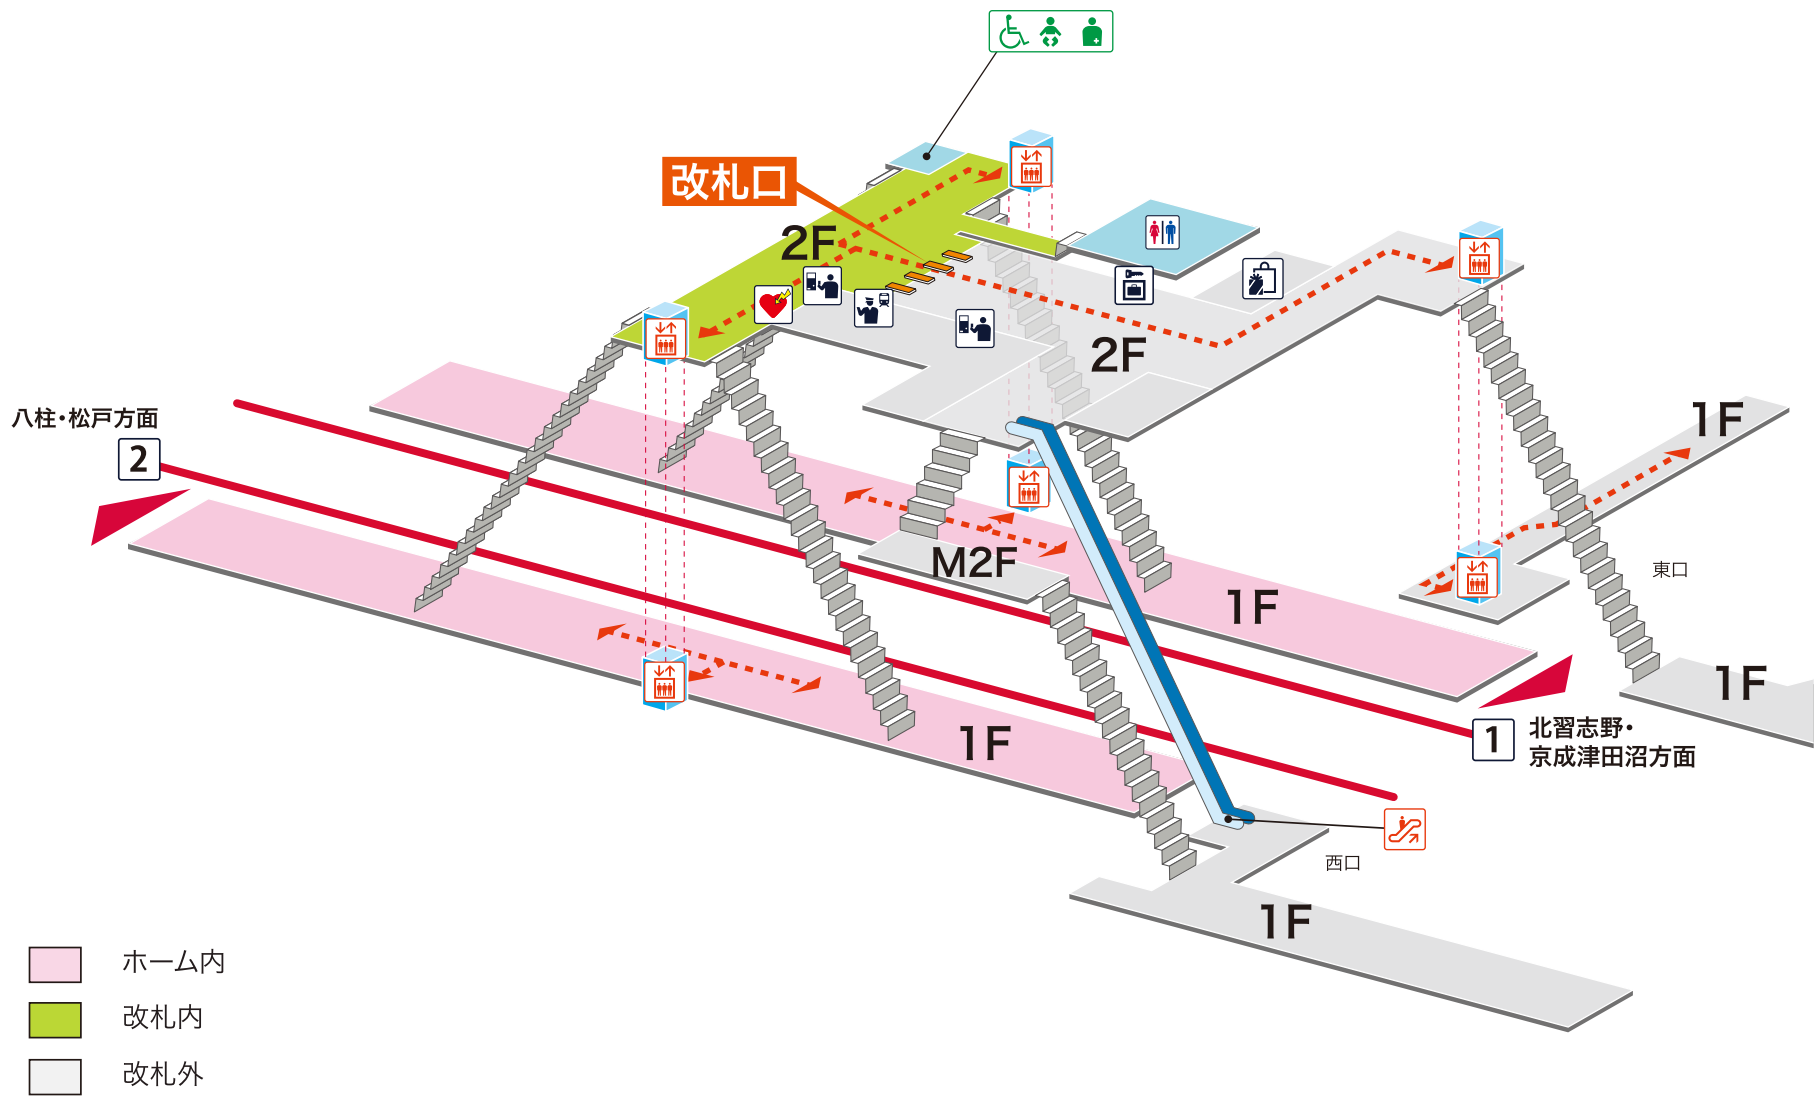 改札口
2F
2F
八柱・松戸方面
2
1F
M2F
東口
1F
1F
1F
1
北習志野・
京成津田沼方面
西口
1F
ホーム内
改札内
改札外